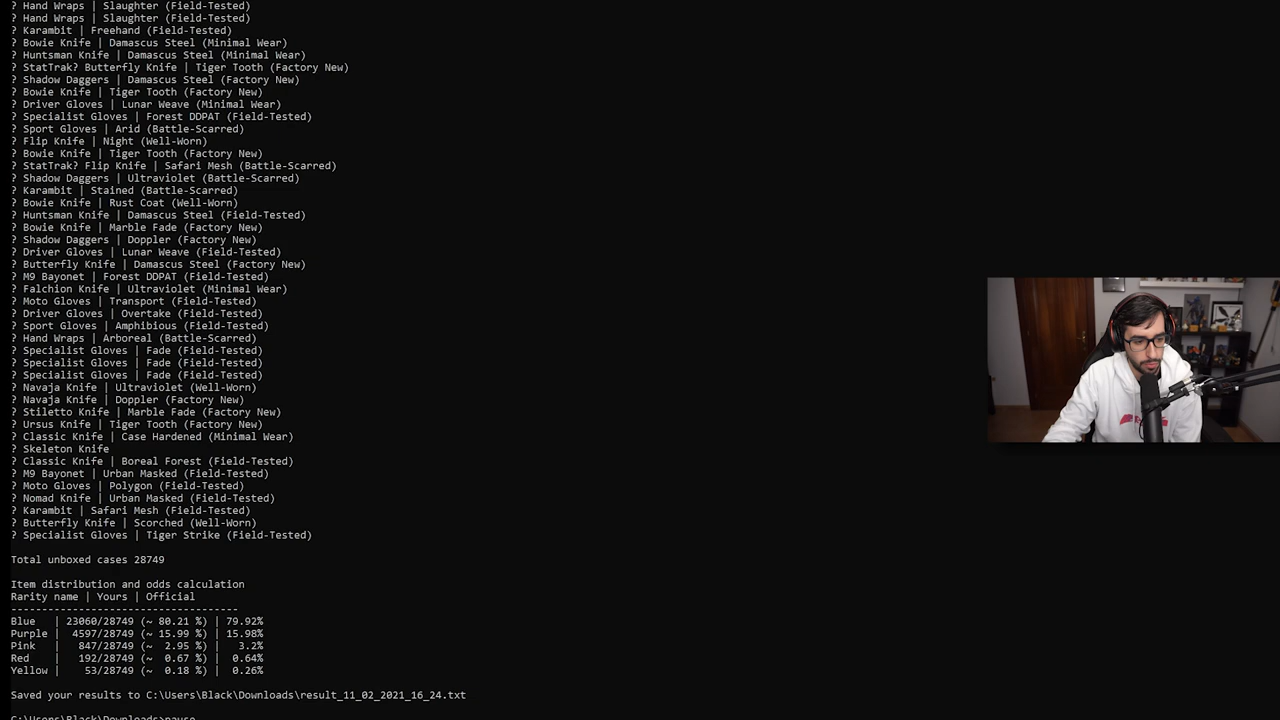 ? Hand Wraps | Slaughter (Field-Tested)
? Hand Wraps | Slaughter (Field-Tested)
? Karambit | Freehand (Field-Tested)
? Bowie Knife | Damascus Steel (Minimal Wear)
? Huntsman Knife | Damascus Steel (Minimal Wear)
? StatTrak? Butterfly Knife | Tiger Tooth (Factory New)
? Shadow Daggers | Damascus Steel (Factory New)
? Bowie Knife | Tiger Tooth (Factory New)
? Driver Gloves | Lunar Weave (Minimal Wear)
? Specialist Gloves | Forest DDPAT (Field-Tested)
? Sport Gloves | Arid (Battle-Scarred)
? Flip Knife | Night (Well-Worn)
? Bowie Knife | Tiger Tooth (Factory New)
? StatTrak? Flip Knife | Safari Mesh (Battle-Scarred)
? Shadow Daggers | Ultraviolet (Battle-Scarred)
? Karambit | Stained (Battle-Scarred)
? Bowie Knife | Rust Coat (Well-Worn)
? Huntsman Knife | Damascus Steel (Field-Tested)
? Bowie Knife | Marble Fade (Factory New)
? Shadow Daggers | Doppler (Factory New)
? Driver Gloves | Lunar Weave (Field-Tested)
? Butterfly Knife | Damascus Steel (Factory New)
? M9 Bayonet | Forest DDPAT (Field-Tested)
? Falchion Knife | Ultraviolet (Minimal Wear)
? Moto Gloves | Transport (Field-Tested)
? Driver Gloves | Overtake (Field-Tested)
? Sport Gloves | Amphibious (Field-Tested)
? Hand Wraps | Arboreal (Battle-Scarred)
? Specialist Gloves | Fade (Field-Tested)
? Specialist Gloves | Fade (Field-Tested)
? Specialist Gloves | Fade (Field-Tested)
? Navaja Knife | Ultraviolet (Well-Worn)
? Navaja Knife | Doppler (Factory New)
? Stiletto Knife | Marble Fade (Factory New)
? Ursus Knife | Tiger Tooth (Factory New)
? Classic Knife | Case Hardened (Minimal Wear)
? Skeleton Knife
? Classic Knife | Boreal Forest (Field-Tested)
? M9 Bayonet | Urban Masked (Field-Tested)
? Moto Gloves | Polygon (Field-Tested)
? Nomad Knife | Urban Masked (Field-Tested)
? Karambit | Safari Mesh (Field-Tested)
? Butterfly Knife | Scorched (Well-Worn)
? Specialist Gloves | Tiger Strike (Field-Tested)
Total unboxed cases 28749
Item distribution and odds calculation
Rarity name | Yours | Official
-------------------------------------
Blue   | 23060/28749 (~ 80.21 %) | 79.92%
Purple |  4597/28749 (~ 15.99 %) | 15.98%
Pink   |   847/28749 (~  2.95 %) | 3.2%
Red    |   192/28749 (~  0.67 %) | 0.64%
Yellow |    53/28749 (~  0.18 %) | 0.26%
Saved your results to C:\Users\Black\Downloads\result_11_02_2021_16_24.txt
C:\Users\Black\Downloads>pause